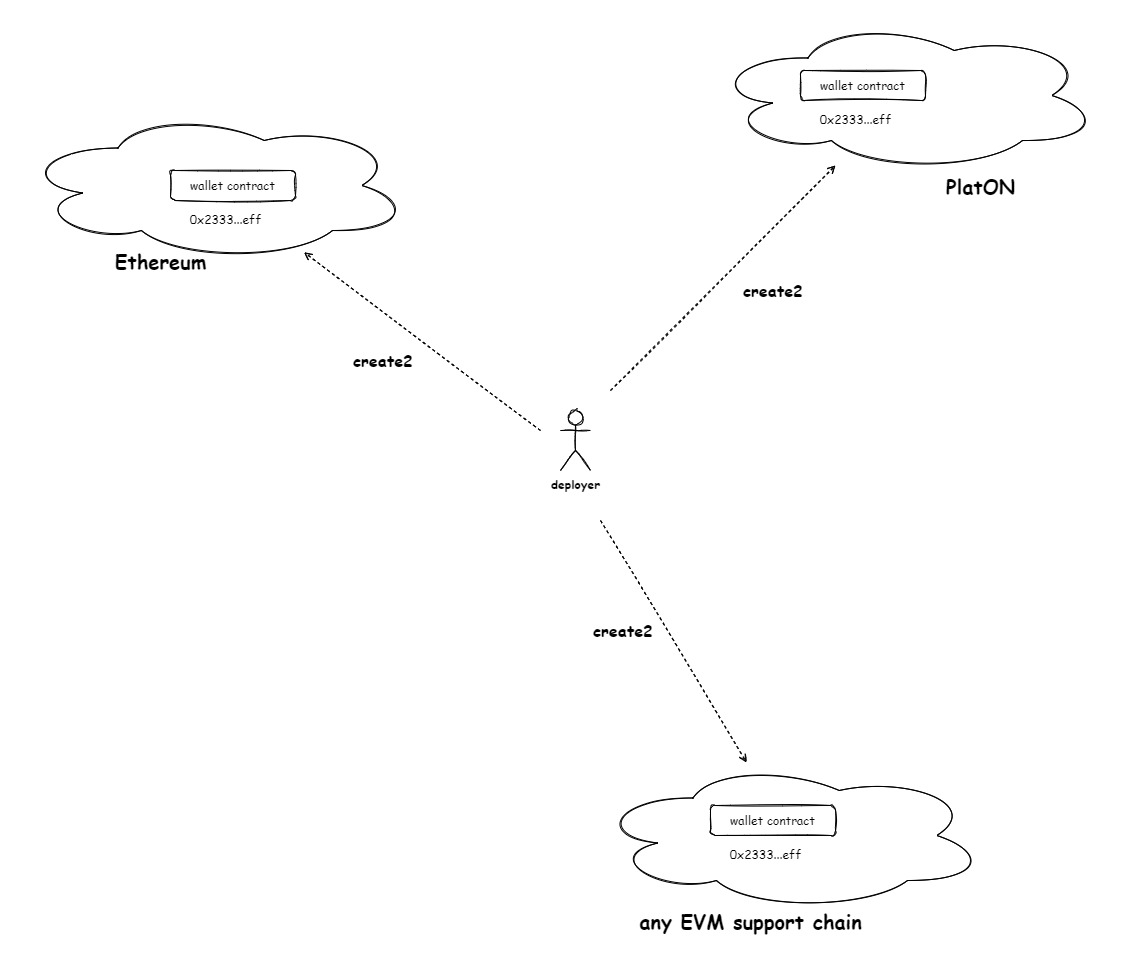 wallet contract
0x2333...eff
PlatON
wallet contract
0x2333...eff
Ethereum
create2
create2
deployer
create2
wallet contract
0x2333...eff
any EVM support chain